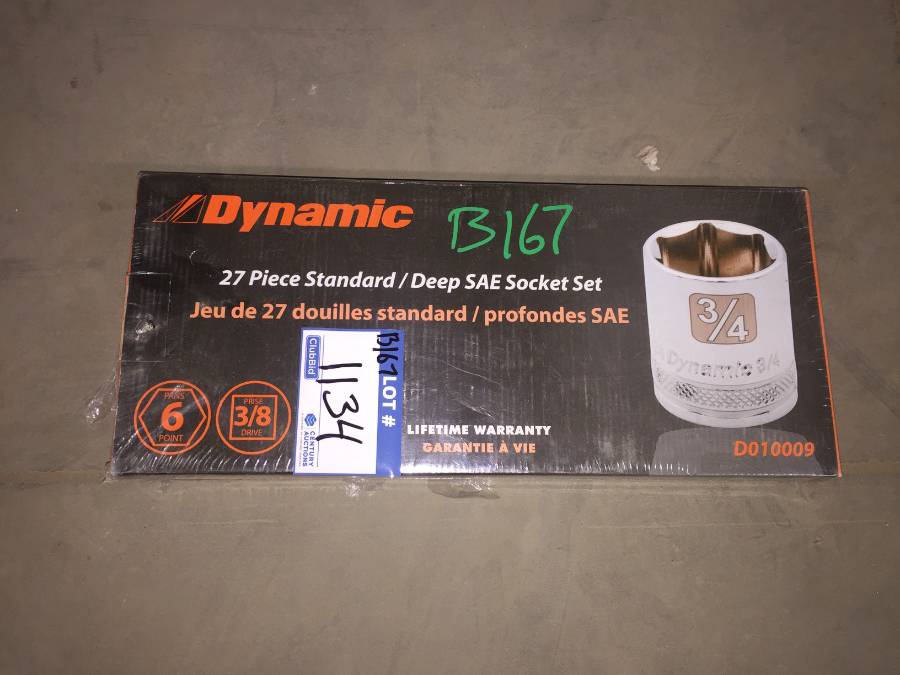 Dynamic
B167
27 Piece Standard / Deep SAE Socket Set
Jeu de 27 douilles standard / profondes SAE
3/4
Dynamic 3/4
PANS
6
POINT
PRISE
3/8
DRIVE
ClubBid
CENTURY
AUCTIONS
1134
B167
LOT #
LIFETIME WARRANTY
GARANTIE À VIE
D010009